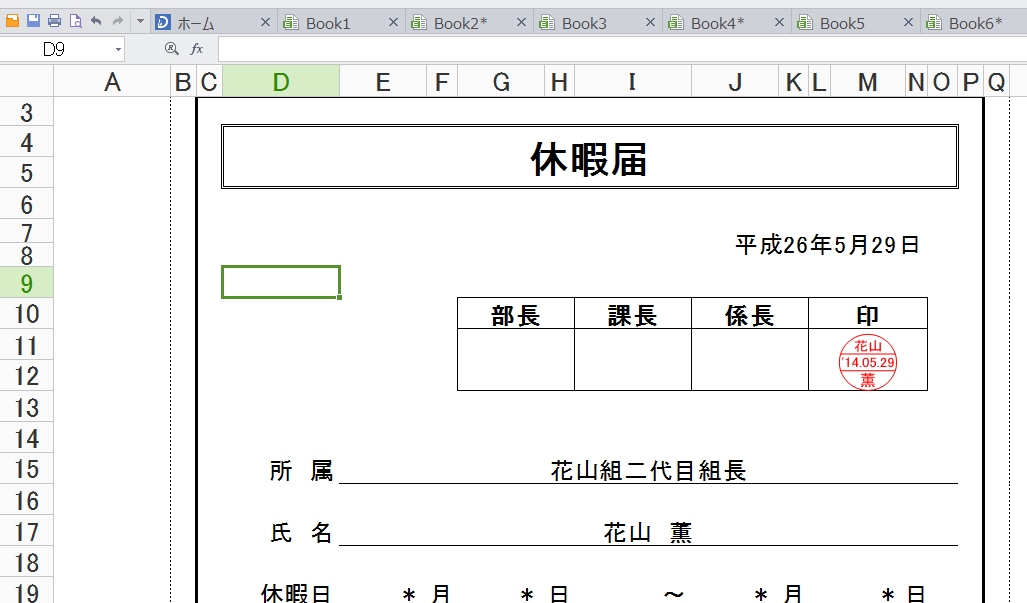 ホーム Book1 Book2* Book3 Book4* Book5 Book6*
D9 fx
A B C D E F G H I J K L M N O P Q
3
4
休暇届
5
6
7
平成26年5月29日
8
9
10 部長 課長 係長 印
11 花山
'14.05.29
12 薫
13
14
15 所 属 花山組二代目組長
16
17 氏 名 花山 薫
18
19 休暇日 * 月 * 日 ～ * 月 * 日